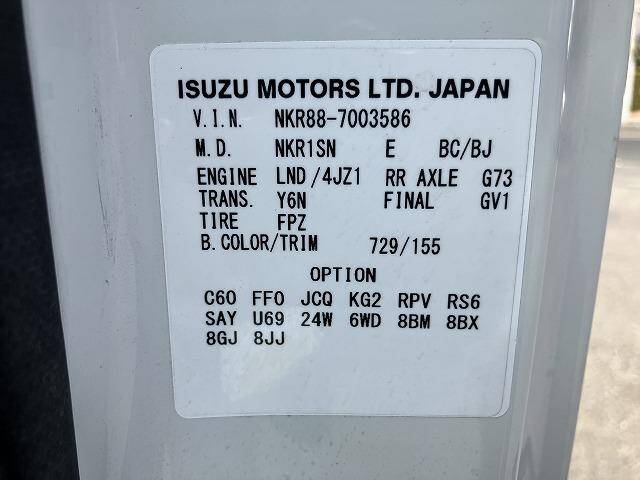 ISUZU MOTORS LTD. JAPAN
V.I.N. NKR88-7003586
M.D. NKR1SN E BC/BJ
ENGINE LND/4JZ1 RR AXLE G73
TRANS. Y6N FINAL GV1
TIRE FPZ
B.COLOR/TRIM 729/155
OPTION
C60 FF0 JCQ KG2 RPV RS6
SAY U69 24W 6WD 8BM 8BX
8GJ 8JJ